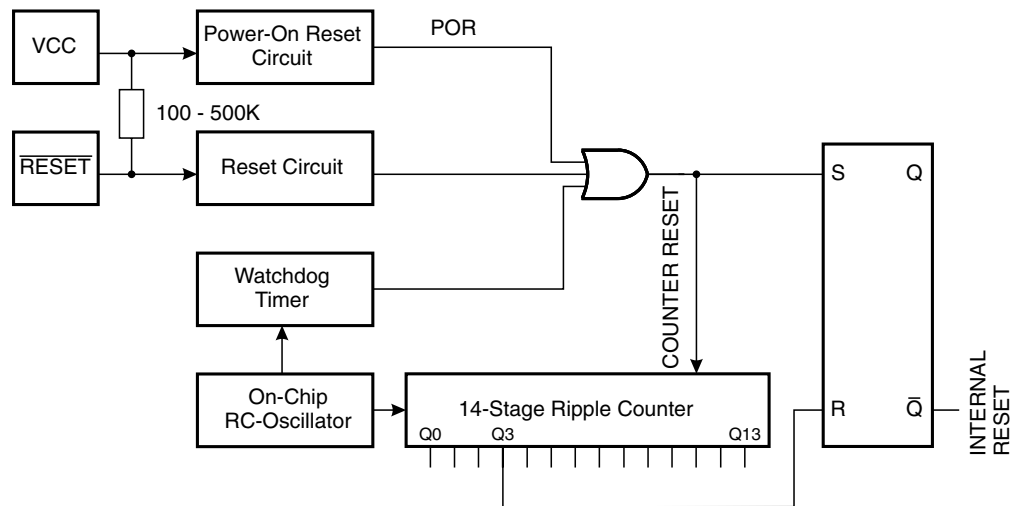 VCC
Power-On Reset
Circuit
POR
100 - 500K
RESET
Reset Circuit
S
Q
COUNTER RESET
Watchdog
Timer
On-Chip
RC-Oscillator
14-Stage Ripple Counter
Q0
Q3
Q13
R
Q̅
INTERNAL
RESET